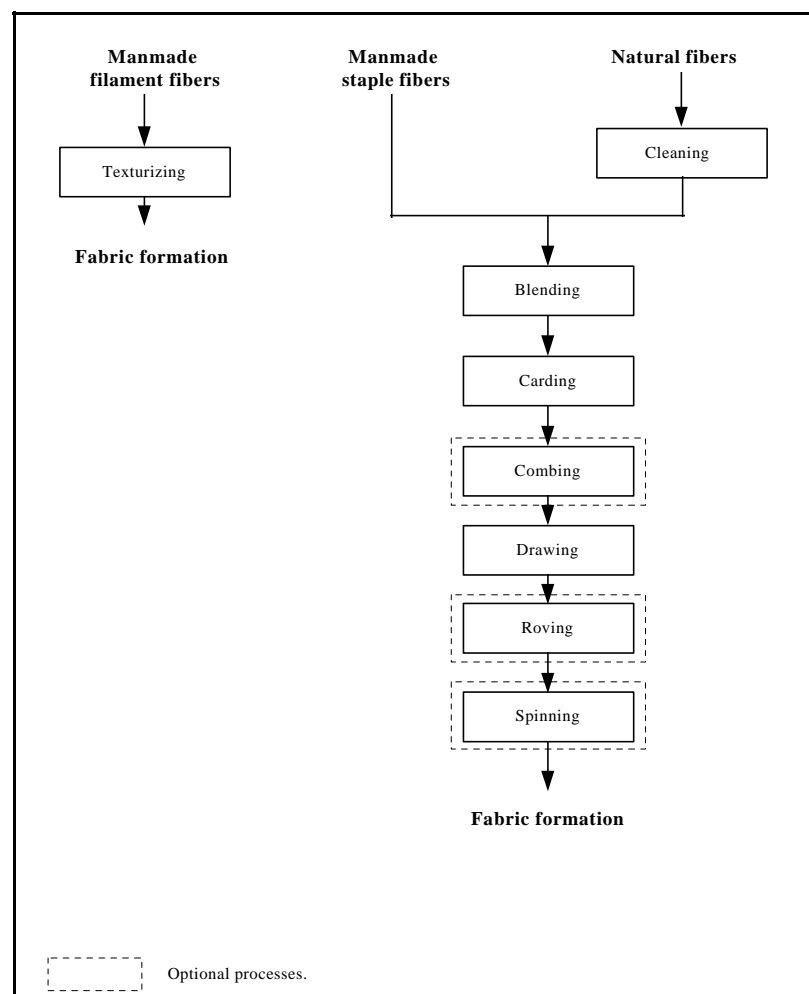 Manmade
filament fibers
Manmade
staple fibers
Natural fibers
Texturizing
Cleaning
Fabric formation
Blending
Carding
Combing
Drawing
Roving
Spinning
Fabric formation
Optional processes.